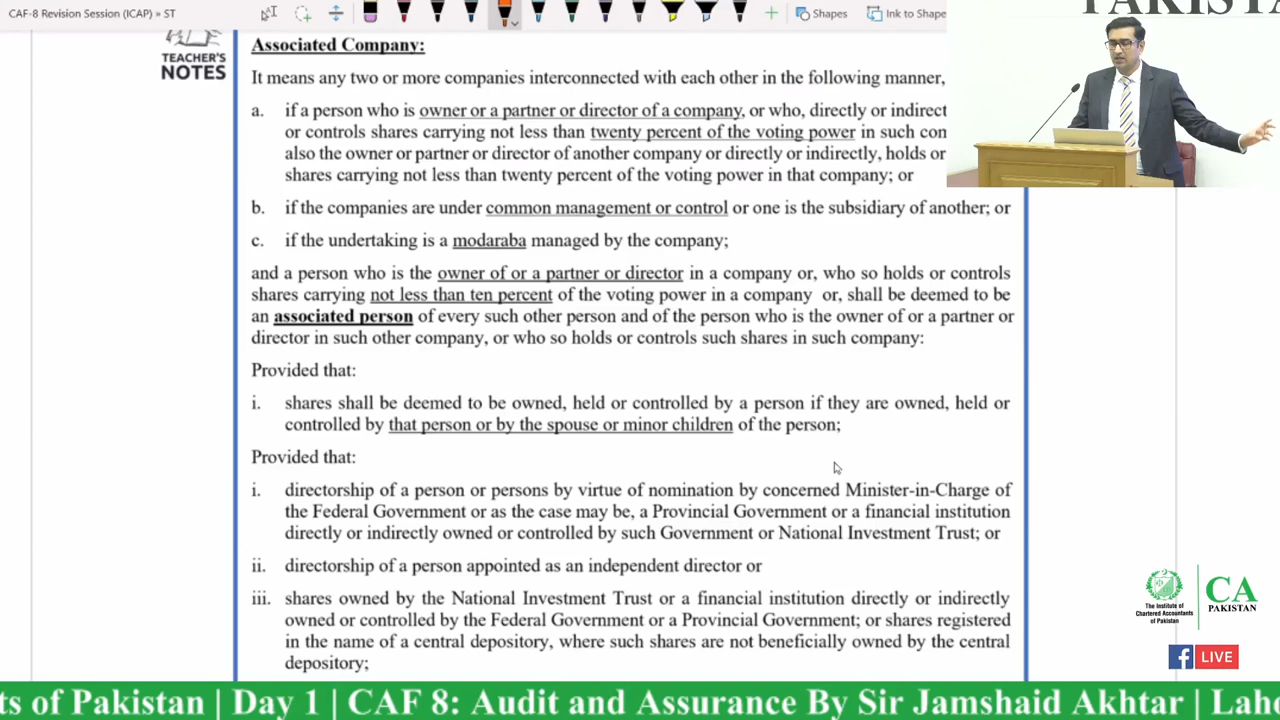 CAF-8 Revision Session (ICAP) » ST
Shapes
Ink to Shape
TEACHER'S
NOTES
Associated Company:
It means any two or more companies interconnected with each other in the following manner,
a. if a person who is owner or a partner or director of a company, or who, directly or indirect
or controls shares carrying not less than twenty percent of the voting power in such con
also the owner or partner or director of another company or directly or indirectly, holds or
shares carrying not less than twenty percent of the voting power in that company; or
b. if the companies are under common management or control or one is the subsidiary of another; or
c. if the undertaking is a modaraba managed by the company;
and a person who is the owner of or a partner or director in a company or, who so holds or controls
shares carrying not less than ten percent of the voting power in a company or, shall be deemed to be
an associated person of every such other person and of the person who is the owner of or a partner or
director in such other company, or who so holds or controls such shares in such company:
Provided that:
i. shares shall be deemed to be owned, held or controlled by a person if they are owned, held or
controlled by that person or by the spouse or minor children of the person;
Provided that:
i. directorship of a person or persons by virtue of nomination by concerned Minister-in-Charge of
the Federal Government or as the case may be, a Provincial Government or a financial institution
directly or indirectly owned or controlled by such Government or National Investment Trust; or
ii. directorship of a person appointed as an independent director or
iii. shares owned by the National Investment Trust or a financial institution directly or indirectly
owned or controlled by the Federal Government or a Provincial Government; or shares registered
in the name of a central depository, where such shares are not beneficially owned by the central
depository;
PAKISTA
The Institute of
Chartered Accountants
of Pakistan
CA
PAKISTAN
f LIVE
ts of Pakistan | Day 1 | CAF 8: Audit and Assurance By Sir Jamshaid Akhtar | Laho